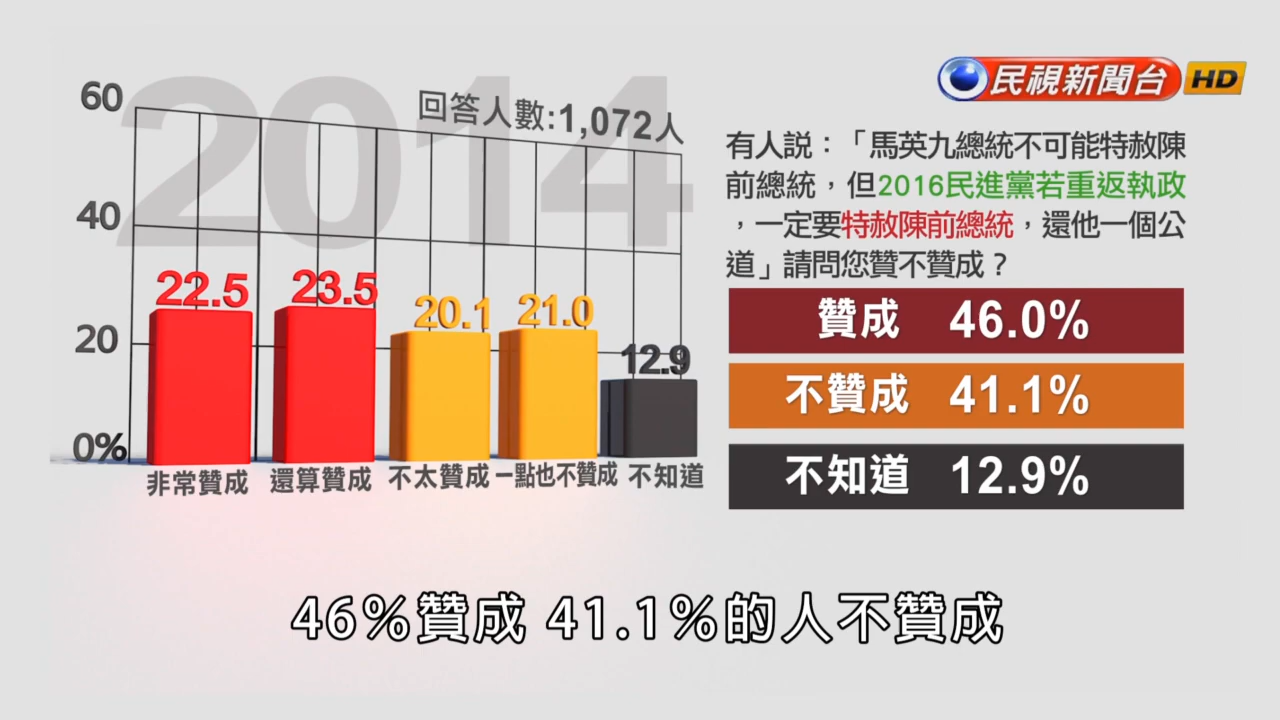 2014
60
40
20
0%
回答人數:1,072人
22.5
23.5
20.1
21.0
12.9
非常贊成
還算贊成
不太贊成
一點也不贊成
不知道
民視新聞台 HD
有人説：「馬英九總統不可能特赦陳
前總統，但2016民進黨若重返執政
，一定要特赦陳前總統，還他一個公
道」請問您贊不贊成？
贊成 46.0%
不贊成 41.1%
不知道 12.9%
46%贊成 41.1%的人不贊成